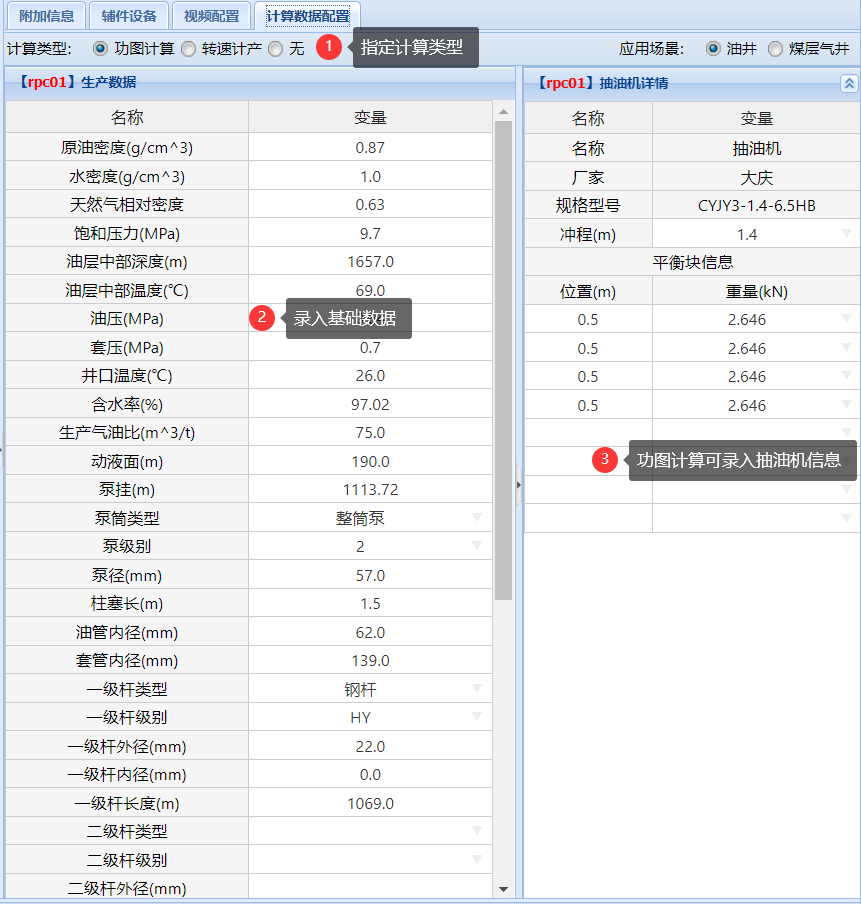 附加信息 辅件设备 视频配置 计算数据配置
计算类型: 功图计算 转速计产 无 1 指定计算类型 应用场景: 油井 煤层气井
【rpc01】生产数据
名称 变量
原油密度(g/cm^3) 0.87
水密度(g/cm^3) 1.0
天然气相对密度 0.63
饱和压力(MPa) 9.7
油层中部深度(m) 1657.0
油层中部温度(℃) 69.0
油压(MPa) 2 录入基础数据
套压(MPa) 0.7
井口温度(℃) 26.0
含水率(%) 97.02
生产气油比(m^3/t) 75.0
动液面(m) 190.0
泵挂(m) 1113.72
泵筒类型 整筒泵
泵级别 2
泵径(mm) 57.0
柱塞长(m) 1.5
油管内径(mm) 62.0
套管内径(mm) 139.0
一级杆类型 钢杆
一级杆级别 HY
一级杆外径(mm) 22.0
一级杆内径(mm) 0.0
一级杆长度(m) 1069.0
二级杆类型
二级杆级别
二级杆外径(mm)
【rpc01】抽油机详情
名称 变量
名称 抽油机
厂家 大庆
规格型号 CYJY3-1.4-6.5HB
冲程(m) 1.4
平衡块信息
位置(m) 重量(kN)
0.5 2.646
0.5 2.646
0.5 2.646
0.5 2.646
3 功图计算可录入抽油机信息